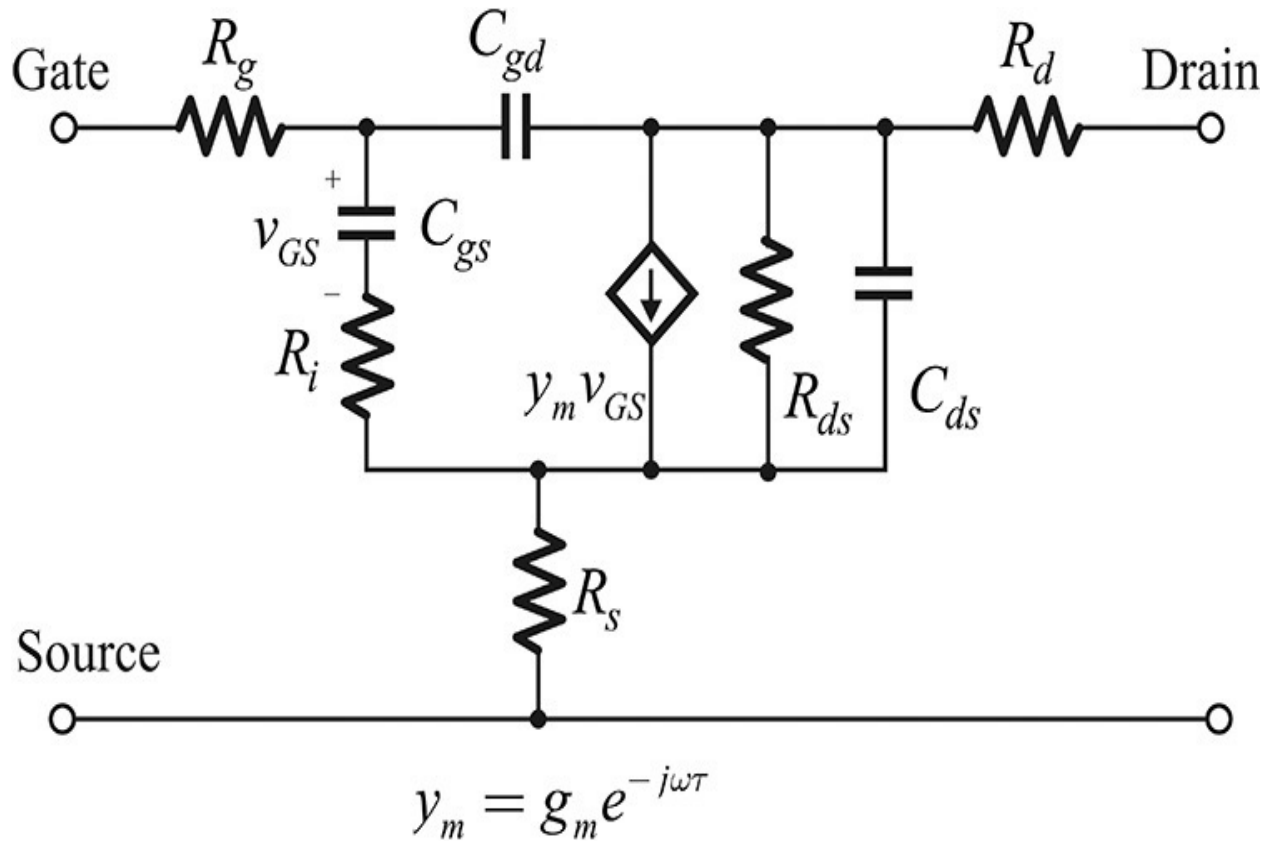 Gate
R_g
C_gd
R_d
Drain
+
v_GS
C_gs
−
R_i
y_m v_GS
R_ds
C_ds
R_s
Source
y_m = g_m e^{−jωτ}